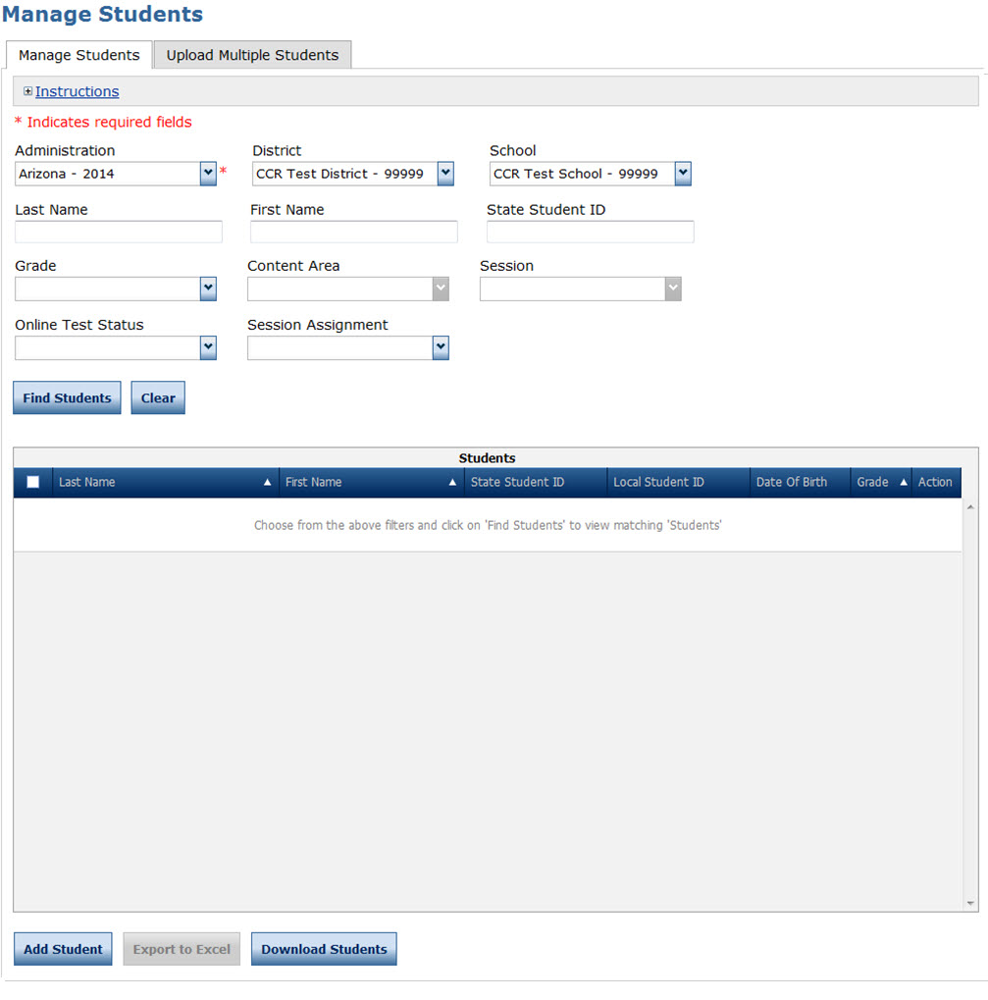 Manage Students
Manage Students Upload Multiple Students
Instructions
* Indicates required fields
Administration District School
Arizona - 2014 * CCR Test District - 99999 CCR Test School - 99999
Last Name First Name State Student ID
Grade Content Area Session
Online Test Status Session Assignment
Find Students Clear
Students
Last Name First Name State Student ID Local Student ID Date Of Birth Grade Action
Choose from the above filters and click on 'Find Students' to view matching 'Students'
Add Student Export to Excel Download Students